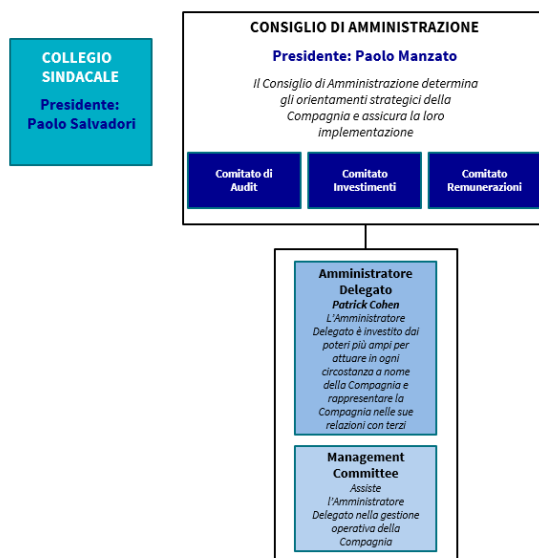 COLLEGIO
SINDACALE
Presidente:
Paolo Salvadori
CONSIGLIO DI AMMINISTRAZIONE
Presidente: Paolo Manzato
Il Consiglio di Amministrazione determina
gli orientamenti strategici della
Compagnia e assicura la loro
implementazione
Comitato di
Audit
Comitato
Investimenti
Comitato
Remunerazioni
Amministratore
Delegato
Patrick Cohen
L'Amministratore
Delegato è investito dai
poteri più ampi per
attuare in ogni
circostanza a nome
della Compagnia e
rappresentare la
Compagnia nelle sue
relazioni con terzi
Management
Committee
Assiste
l'Amministratore
Delegato nella gestione
operativa della
Compagnia